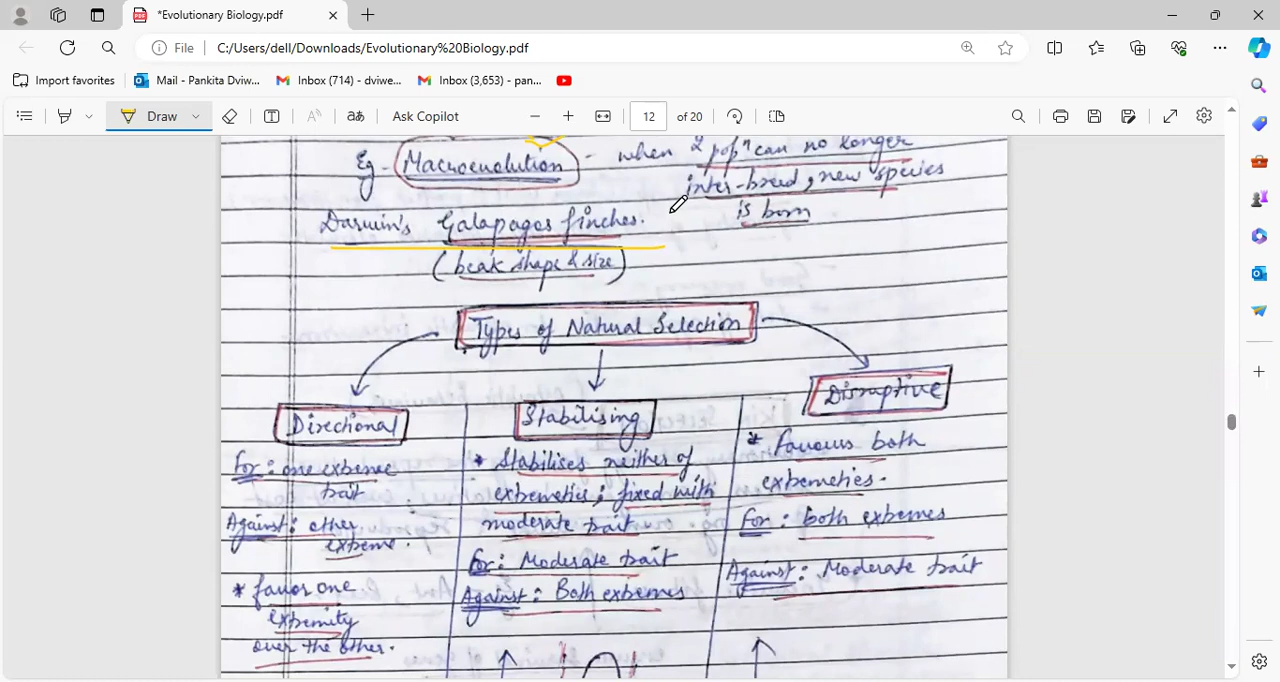 *Evolutionary Biology.pdf
File
C:/Users/dell/Downloads/Evolutionary%20Biology.pdf
Import favorites
Mail - Pankita Dviw...
Inbox (714) - dviwe...
Inbox (3,653) - pan...
Draw
Ask Copilot
12 of 20
Eg - Macroevolution - when 2 popⁿ can no longer
inter-breed, new species
is born
Darwin's Galapagos finches.
(beak shape & size)
Types of Natural Selection
Directional
For: one extreme
trait
Against: other
extreme.
* favor one
extremity
over the other.
Stabilising
* Stabilises neither of
extremeties; fixed with
moderate trait
For: Moderate trait
Against: Both extremes
Disruptive
* Favours both
extremeties.
For: both extremes
Against: Moderate trait